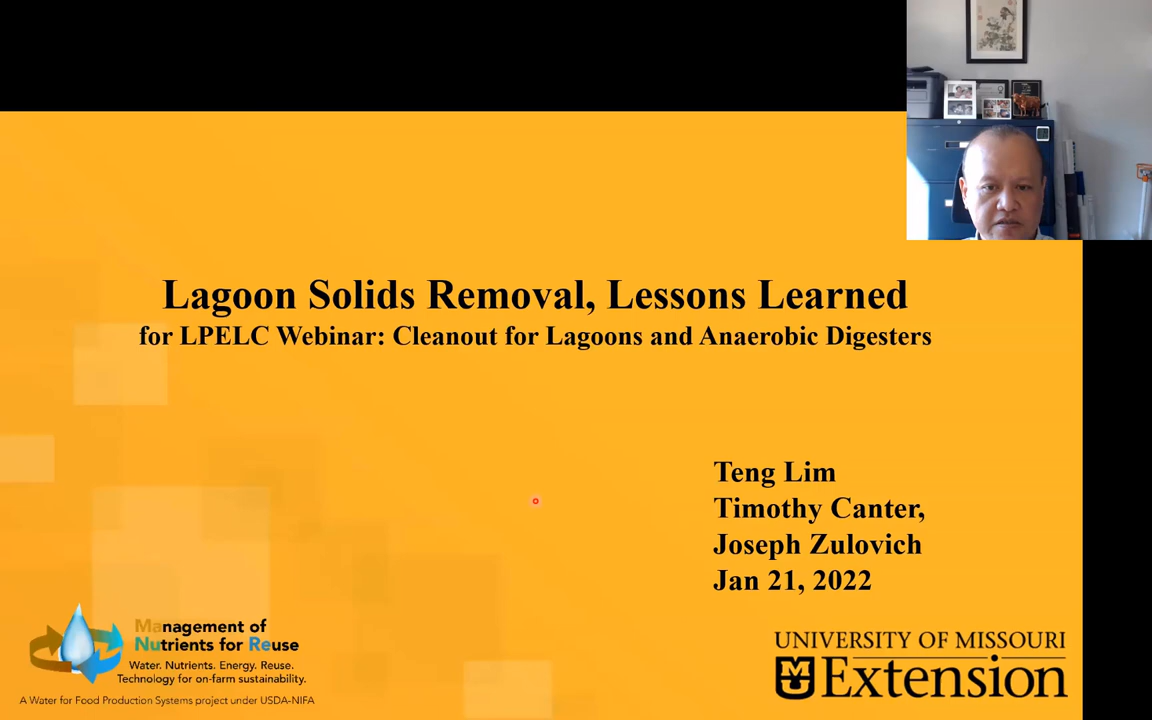 Lagoon Solids Removal, Lessons Learned
for LPELC Webinar: Cleanout for Lagoons and Anaerobic Digesters
Teng Lim
Timothy Canter,
Joseph Zulovich
Jan 21, 2022
Management of
Nutrients for Reuse
Water. Nutrients. Energy. Reuse.
Technology for on-farm sustainability.
A Water for Food Production Systems project under USDA-NIFA
UNIVERSITY OF MISSOURI
Extension